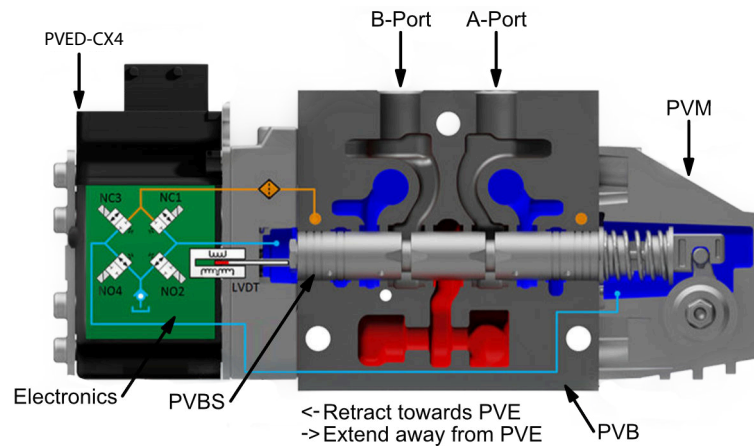 B-Port
A-Port
PVED-CX4
PVM
NC3
NC1
NO4
NO2
LVDT
Electronics
PVBS
<- Retract towards PVE
-> Extend away from PVE
PVB